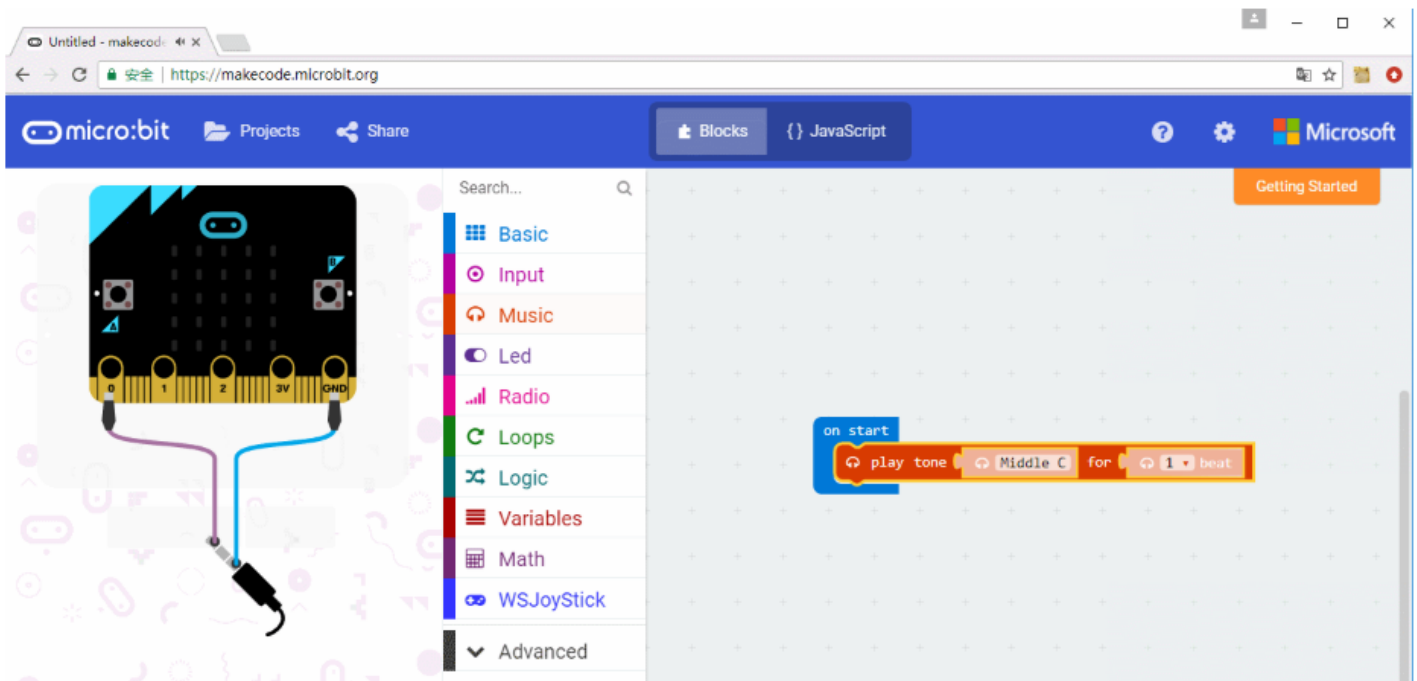 Untitled - makecod
安全 | https://makecode.microbit.org
micro:bit Projects Share Blocks {} JavaScript ? Microsoft
Getting Started
Search...
Basic
Input
Music
Led
Radio
Loops
Logic
Variables
Math
WSJoyStick
Advanced
A
B
0 1 2 3V GND
on start
play tone Middle C for 1 beat